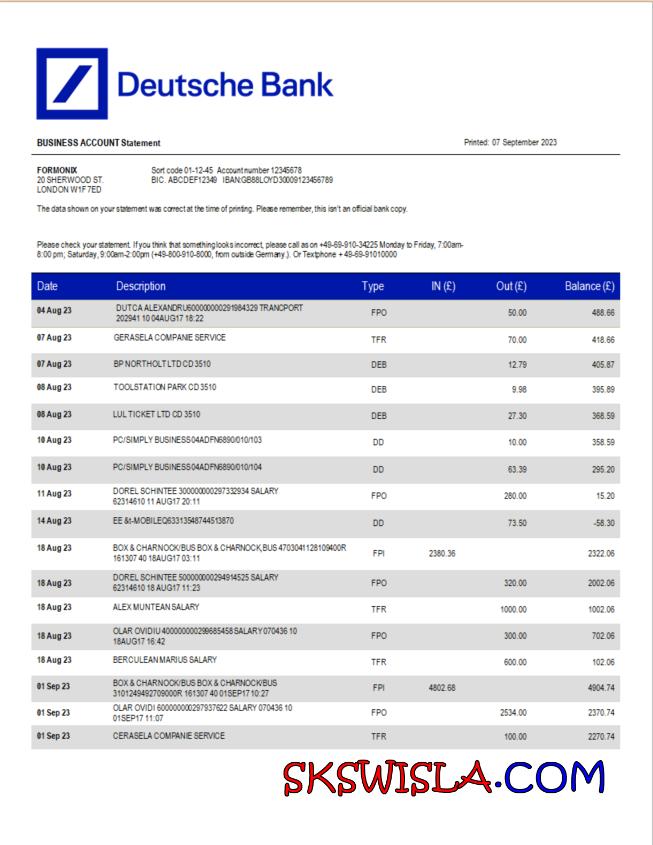 Deutsche Bank
BUSINESS ACCOUNT Statement Printed: 07 September 2023
FORMONIX Sort code 01-12-45 Account number 12345678
20 SHERWOOD ST. BIC. ABCDEF12349 IBAN:GB88LOYD30009123456789
LONDON W1F 7ED
The data shown on your statement was correct at the time of printing. Please remember, this isn't an official bank copy.
Please check your statement. If you think that something looks incorrect, please call as on +49-69-910-34225 Monday to Friday, 7:00am-
8:00 pm; Saturday, 9:00am-2:00pm (+49-800-910-8000, from outside Germany.). Or Textphone + 49-69-91010000
Date Description Type IN (£) Out (£) Balance (£)
04 Aug 23 DUTCA ALEXANDRU600000000291984329 TRANCPORT
202941 10 04AUG17 18:22 FPO 50.00 488.66
07 Aug 23 GERASELA COMPANIE SERVICE TFR 70.00 418.66
07 Aug 23 BP NORTHOLT LTD CD 3510 DEB 12.79 405.87
08 Aug 23 TOOLSTATION PARK CD 3510 DEB 9,98 395.89
08 Aug 23 LUL TICKET LTD CD 3510 DEB 27.30 368.59
10 Aug 23 PC/SIMPLY BUSINESS04ADFN6890/010/103 DD 10.00 358.59
10 Aug 23 PC/SIMPLY BUSINESS04ADFN6890/010/104 DD 63.39 295.20
11 Aug 23 DOREL SCHINTEE 300000000297332934 SALARY
62314610 11 AUG17 20:11 FPO 280.00 15.20
14 Aug 23 EE &t-MOBILEQ63313548744513870 DD 73.50 -58.30
18 Aug 23 BOX & CHARNOCK/BUS BOX & CHARNOCK,BUS 4703041128109400R
161307 40 18AUG17 03:11 FPI 2380.36 2322.06
18 Aug 23 DOREL SCHINTEE 500000000294914525 SALARY
62314610 18 AUG17 11:23 FPO 320.00 2002.06
18 Aug 23 ALEX MUNTEAN SALARY TFR 1000.00 1002.06
18 Aug 23 OLAR OVIDIU 400000000299685458 SALARY 070436 10
18AUG17 16:42 FPO 300.00 702.06
18 Aug 23 BERCULEAN MARIUS SALARY TFR 600.00 102.06
01 Sep 23 BOX & CHARNOCK/BUS BOX & CHARNOCK/BUS
3101249492709000R 161307 40 01SEP17 10:27 FPI 4802.68 4904.74
01 Sep 23 OLAR OVIDI 600000000297937622 SALARY 070436 10
01SEP17 11:07 FPO 2534.00 2370.74
01 Sep 23 CERASELA COMPANIE SERVICE TFR 100.00 2270.74
SKSWISLA.COM